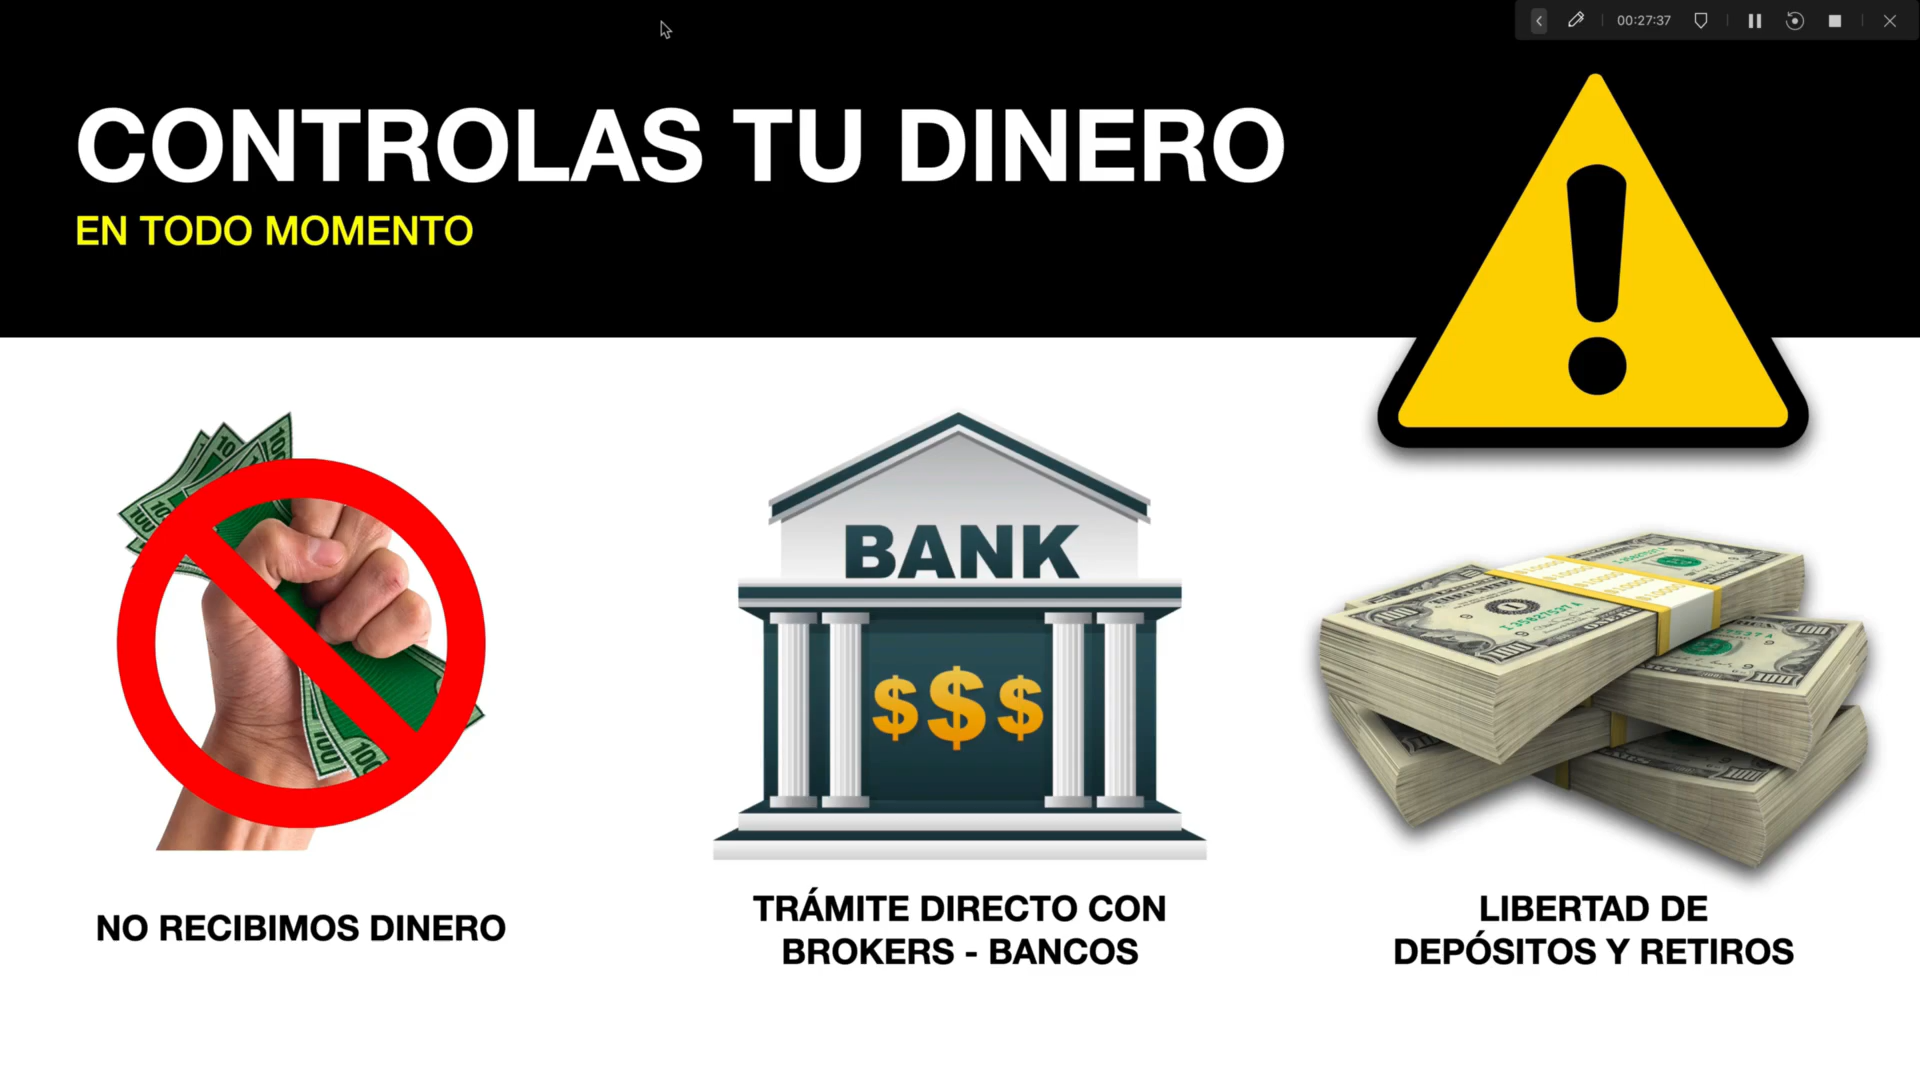 00:27:37
CONTROLAS TU DINERO
EN TODO MOMENTO
BANK
$$$
NO RECIBIMOS DINERO
TRÁMITE DIRECTO CON
BROKERS - BANCOS
LIBERTAD DE
DEPÓSITOS Y RETIROS